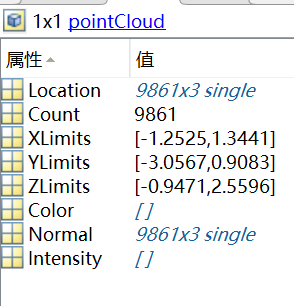 1x1 pointCloud
属性 值
Location 9861x3 single
Count 9861
XLimits [-1.2525,1.3441]
YLimits [-3.0567,0.9083]
ZLimits [-0.9471,2.5596]
Color []
Normal 9861x3 single
Intensity []